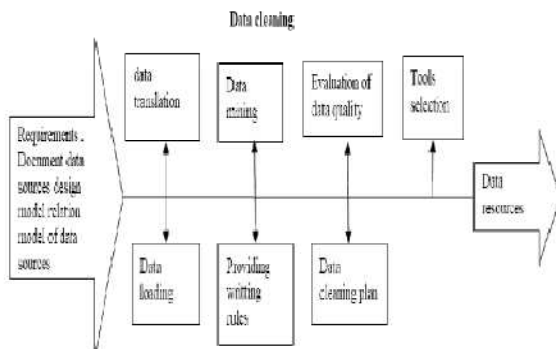 Data cleaning
data
translation
Data
mining
Evaluation of
data quality
Tools
selection
Requirements .
Document data
sources design
model relation
model of data
sources
Data
resources
Data
loading
Providing
writting
rules
Data
cleaning plan